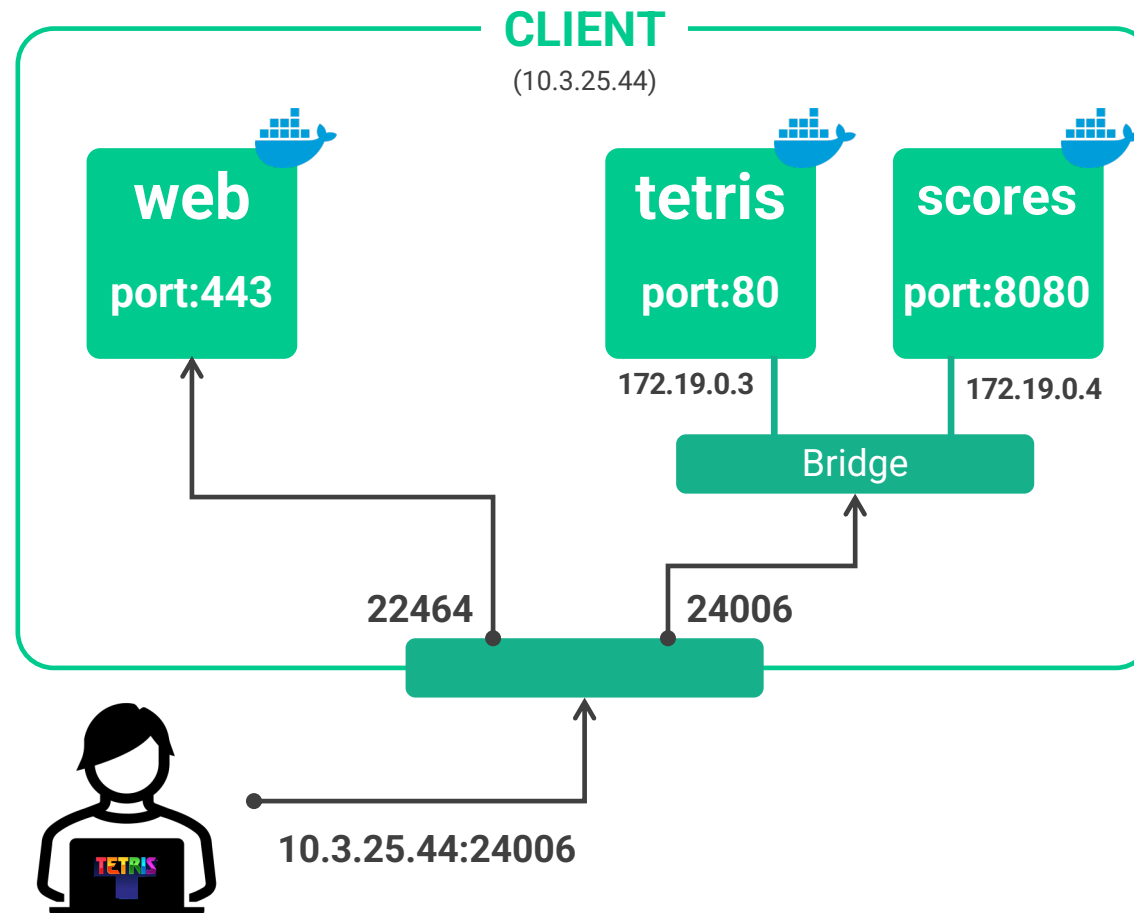 CLIENT
(10.3.25.44)
web
port:443
tetris
port:80
scores
port:8080
172.19.0.3
172.19.0.4
Bridge
22464
24006
10.3.25.44:24006
TETRIS